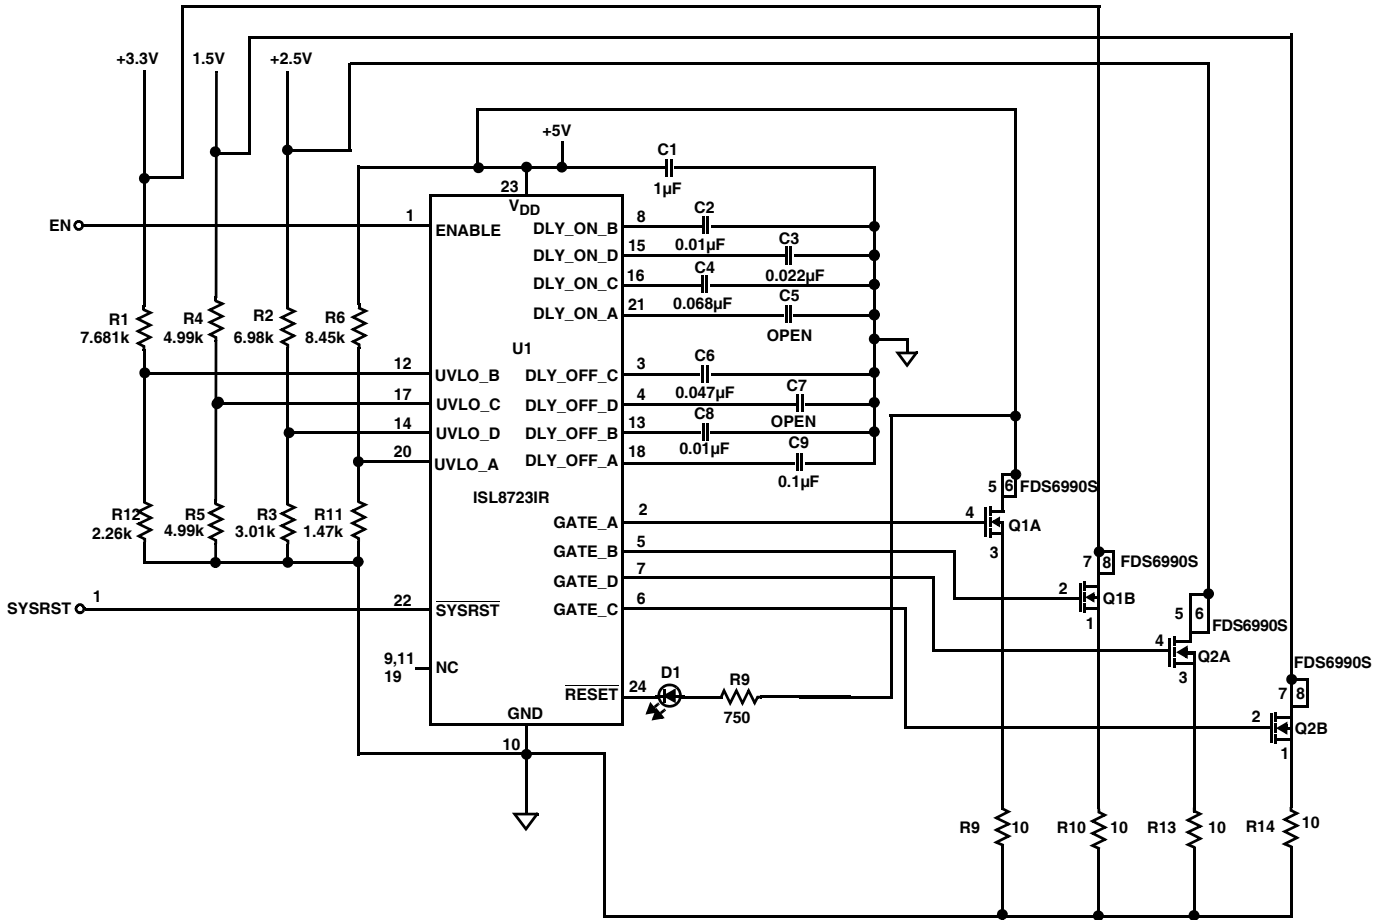 +3.3V
1.5V
+2.5V
+5V
C1
1µF
23
VDD
EN
1
ENABLE
DLY_ON_B
8
C2
0.01µF
DLY_ON_D
15
C3
0.022µF
DLY_ON_C
16
C4
0.068µF
DLY_ON_A
21
C5
OPEN
R1
7.681k
R4
4.99k
R2
6.98k
R6
8.45k
U1
12
UVLO_B
DLY_OFF_C
3
C6
0.047µF
17
UVLO_C
DLY_OFF_D
4
C7
OPEN
14
UVLO_D
DLY_OFF_B
13
C8
0.01µF
20
UVLO_A
DLY_OFF_A
18
C9
0.1µF
ISL8723IR
R12
2.26k
R5
4.99k
R3
3.01k
R11
1.47k
GATE_A
2
GATE_B
5
GATE_D
7
GATE_C
6
5
6
FDS6990S
4
Q1A
3
7
8
FDS6990S
2
Q1B
1
5
6
FDS6990S
4
Q2A
3
FDS6990S
7
8
2
Q2B
1
SYSRST
1
22
SYSRST
9,11
19
NC
RESET
24
D1
R9
750
GND
10
R9
10
R10
10
R13
10
R14
10